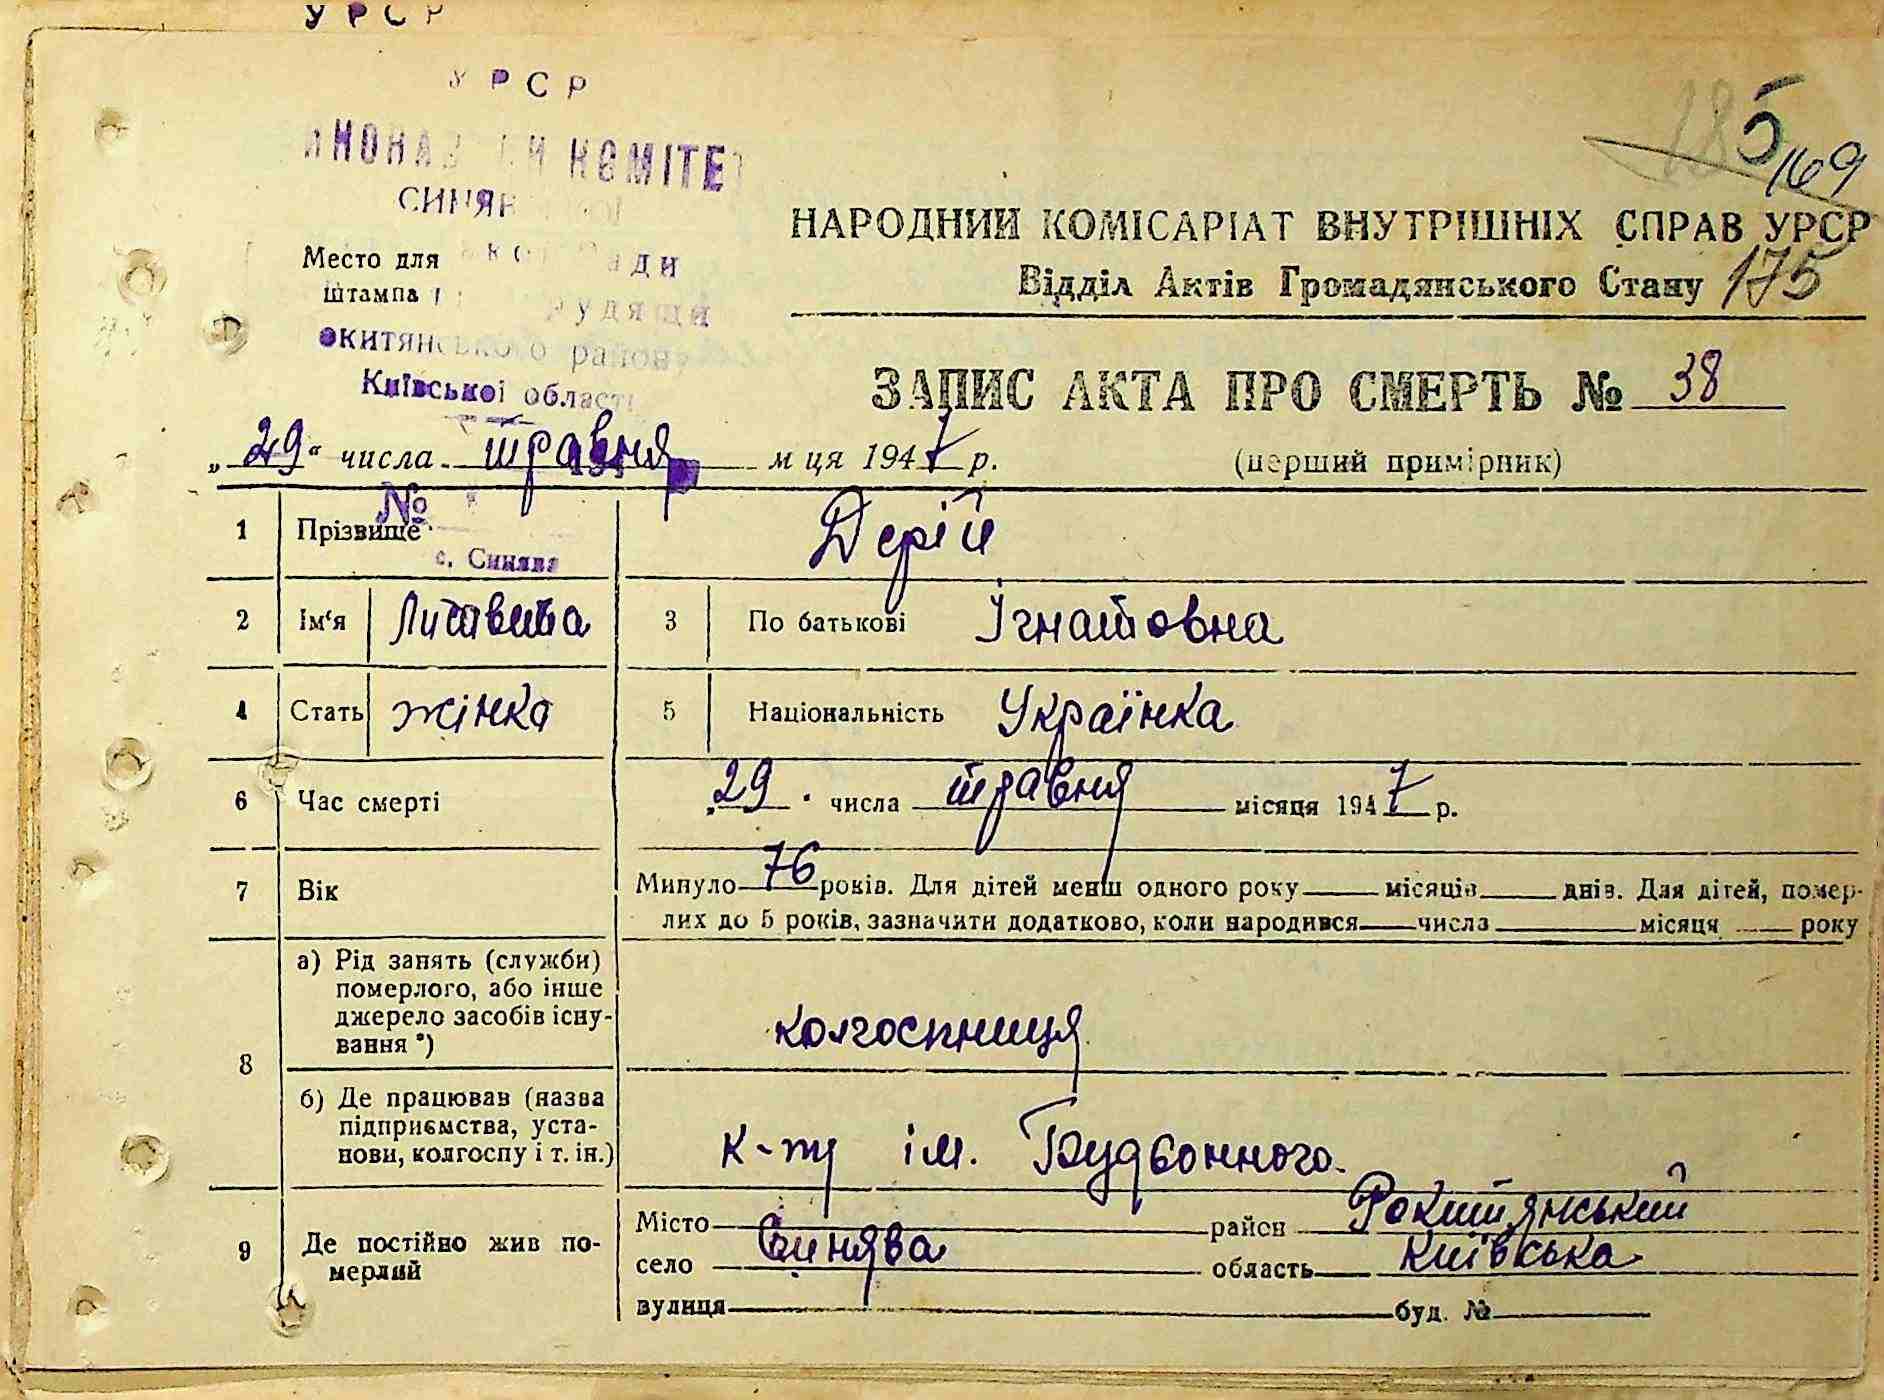 УРСР
УРСР
КОМІТЕ
185
169
НАРОДНИЙ КОМІСАРІАТ ВНУТРІШНІХ СПРАВ УРСР
Місто для
Відділ Актів Громадянського Стану 175
штампа
Київської області
ЗАПИС АКТА ПРО СМЕРТЬ № 38
„29" числа травня м ця 1947 р.
(перший примірник)
№
1 Прізвище Дерій
с. Синява
2 Ім'я 3 По батькові Ігнатовна
4 Стать жінка 5 Національність Українка
6 Час смерті „29" числа травня місяця 1947 р.
7 Вік Минуло 76 років. Для дітей менш одного року місяців днів. Для дітей, помер-
лих до 5 років, зазначити додатково, коли народився числа місяця року
8 а) Рід занять (служби)
померлого, або інше
джерело засобів існу-
вання *)
колгоспниця
б) Де працював (назва
підприємства, уста-
нови, колгоспу і т. ін.)
к-пу ім. Будьонного.
9 Де постійно жив по-
мерлий
Місто район Рокитянський
село Синява область Київська
вулиця буд. №